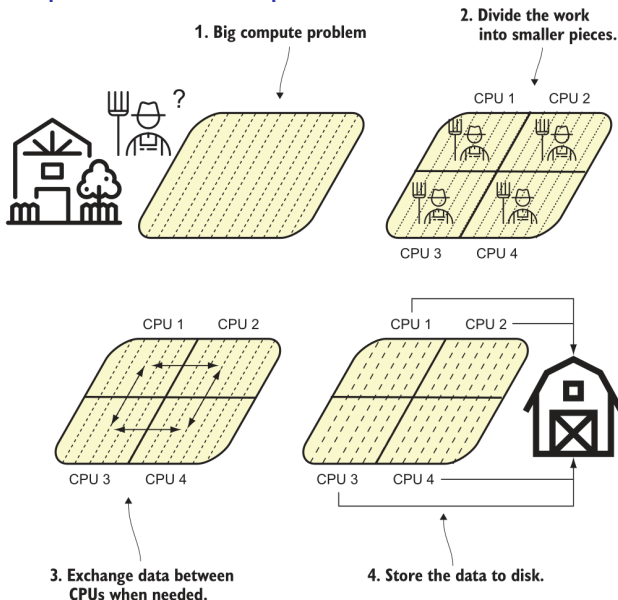 1. Big compute problem
2. Divide the work
into smaller pieces.
?
CPU 1 CPU 2
CPU 3 CPU 4
CPU 1 CPU 2
CPU 3 CPU 4
CPU 1 CPU 2
CPU 3 CPU 4
3. Exchange data between
CPUs when needed.
4. Store the data to disk.